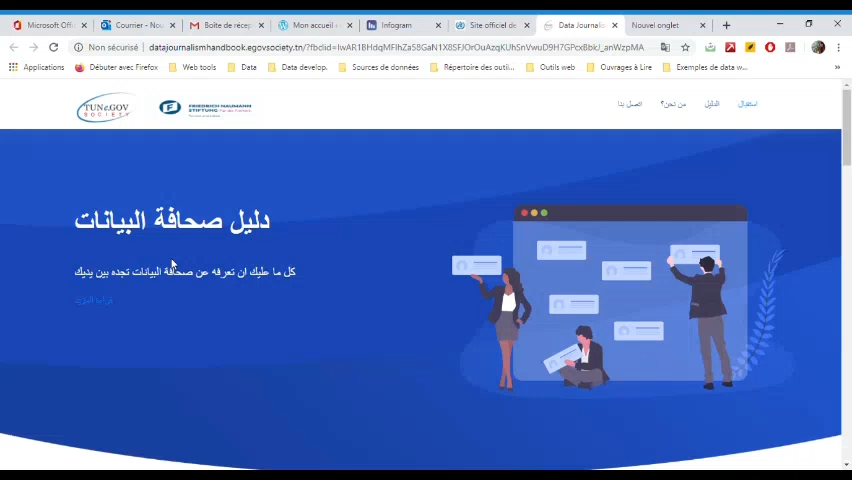 Microsoft Offi
Courrier - Nou
Boîte de récep
Mon accueil
Infogram
Site officiel de
Data Journalis
Nouvel onglet
Non sécurisé
datajournalismhandbook.egovsociety.tn/?fbclid=
Applications
Débuter avec Firefox
Web tools
Data
Data develop.
Sources de données
Répertoire des outil...
Outils web
Ouvrages à Lire
Exemples de data w...
TUNeGOV
SOCIETY
FRIEDRICH NAUMANN
STIFTUNG
استقبال
الدليل
من نحن؟
اتصل بنا
دليل صحافة البيانات
كل ما عليك ان تعرفه عن صحافة البيانات تجده بين يديك
قراءة المزيد